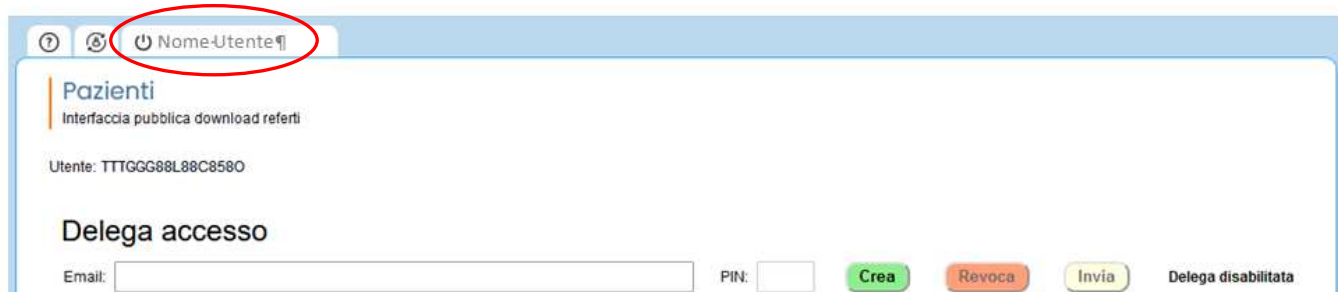 Nome-Utente¶
Pazienti
Interfaccia pubblica download referti
Utente: TTTGGG88L88C858O
Delega accesso
Email: PIN: Crea Revoca Invia Delega disabilitata